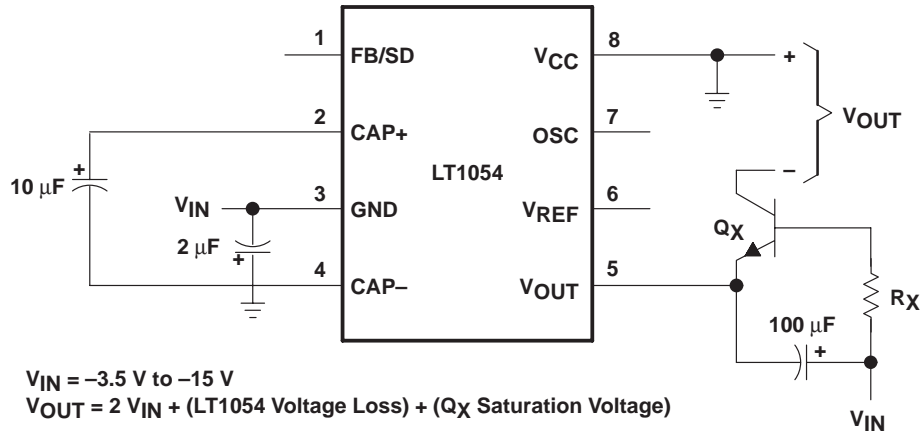 1
FB/SD
VCC
8
+
2
CAP+
OSC
7
VOUT
10 µF
+
LT1054
VIN
3
GND
VREF
6
–
2 µF
+
QX
4
CAP–
VOUT
5
RX
100 µF
+
VIN = –3.5 V to –15 V
VOUT = 2 VIN + (LT1054 Voltage Loss) + (QX Saturation Voltage)
VIN